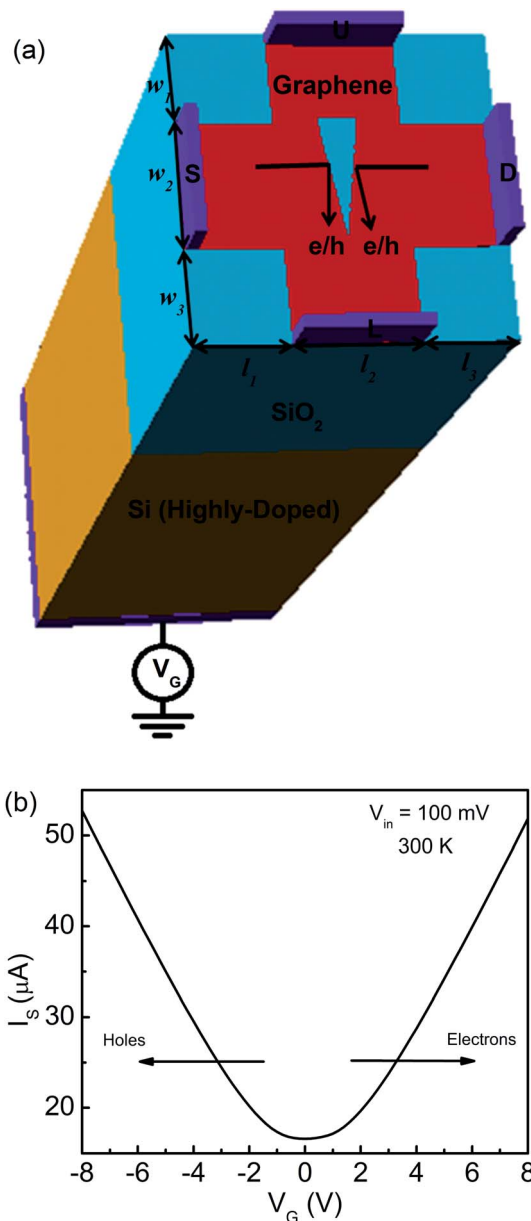 (a)
U
Graphene
w1
S
w2
D
e/h e/h
w3
L
l1 l2 l3
SiO2
Si (Highly-Doped)
VG
(b)
Vin = 100 mV
300 K
50
40
30
20
IS (μA)
Holes
Electrons
-8 -6 -4 -2 0 2 4 6 8
VG (V)